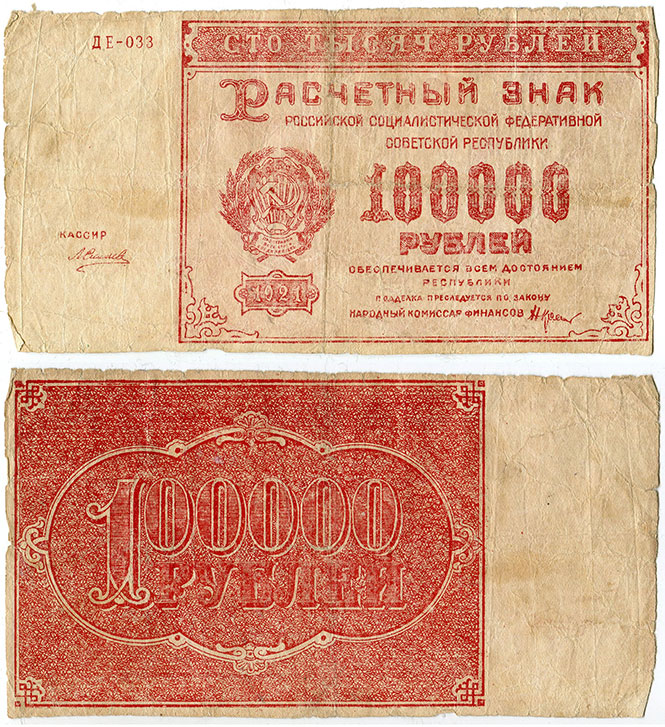 ДЕ-033
СТО ТЫСЯЧ РУБЛЕЙ
РАСЧЕТНЫЙ ЗНАК
РОССИЙСКОЙ СОЦИАЛИСТИЧЕСКОЙ ФЕДЕРАТИВНОЙ
СОВЕТСКОЙ РЕСПУБЛИКИ
100000
РУБЛЕЙ
КАССИР
ОБЕСПЕЧИВАЕТСЯ ВСЕМ ДОСТОЯНИЕМ
РЕСПУБЛИКИ
1921
ПОДДЕЛКА ПРЕСЛЕДУЕТСЯ ПО ЗАКОНУ
НАРОДНЫЙ КОМИССАР ФИНАНСОВ
100000
РУБЛЕЙ